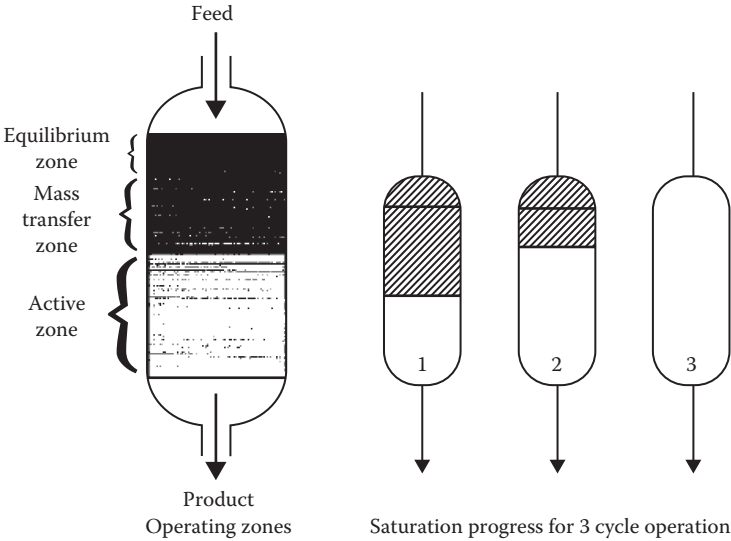 Feed
Equilibrium
zone
Mass
transfer
zone
Active
zone
Product
Operating zones
1
2
3
Saturation progress for 3 cycle operation